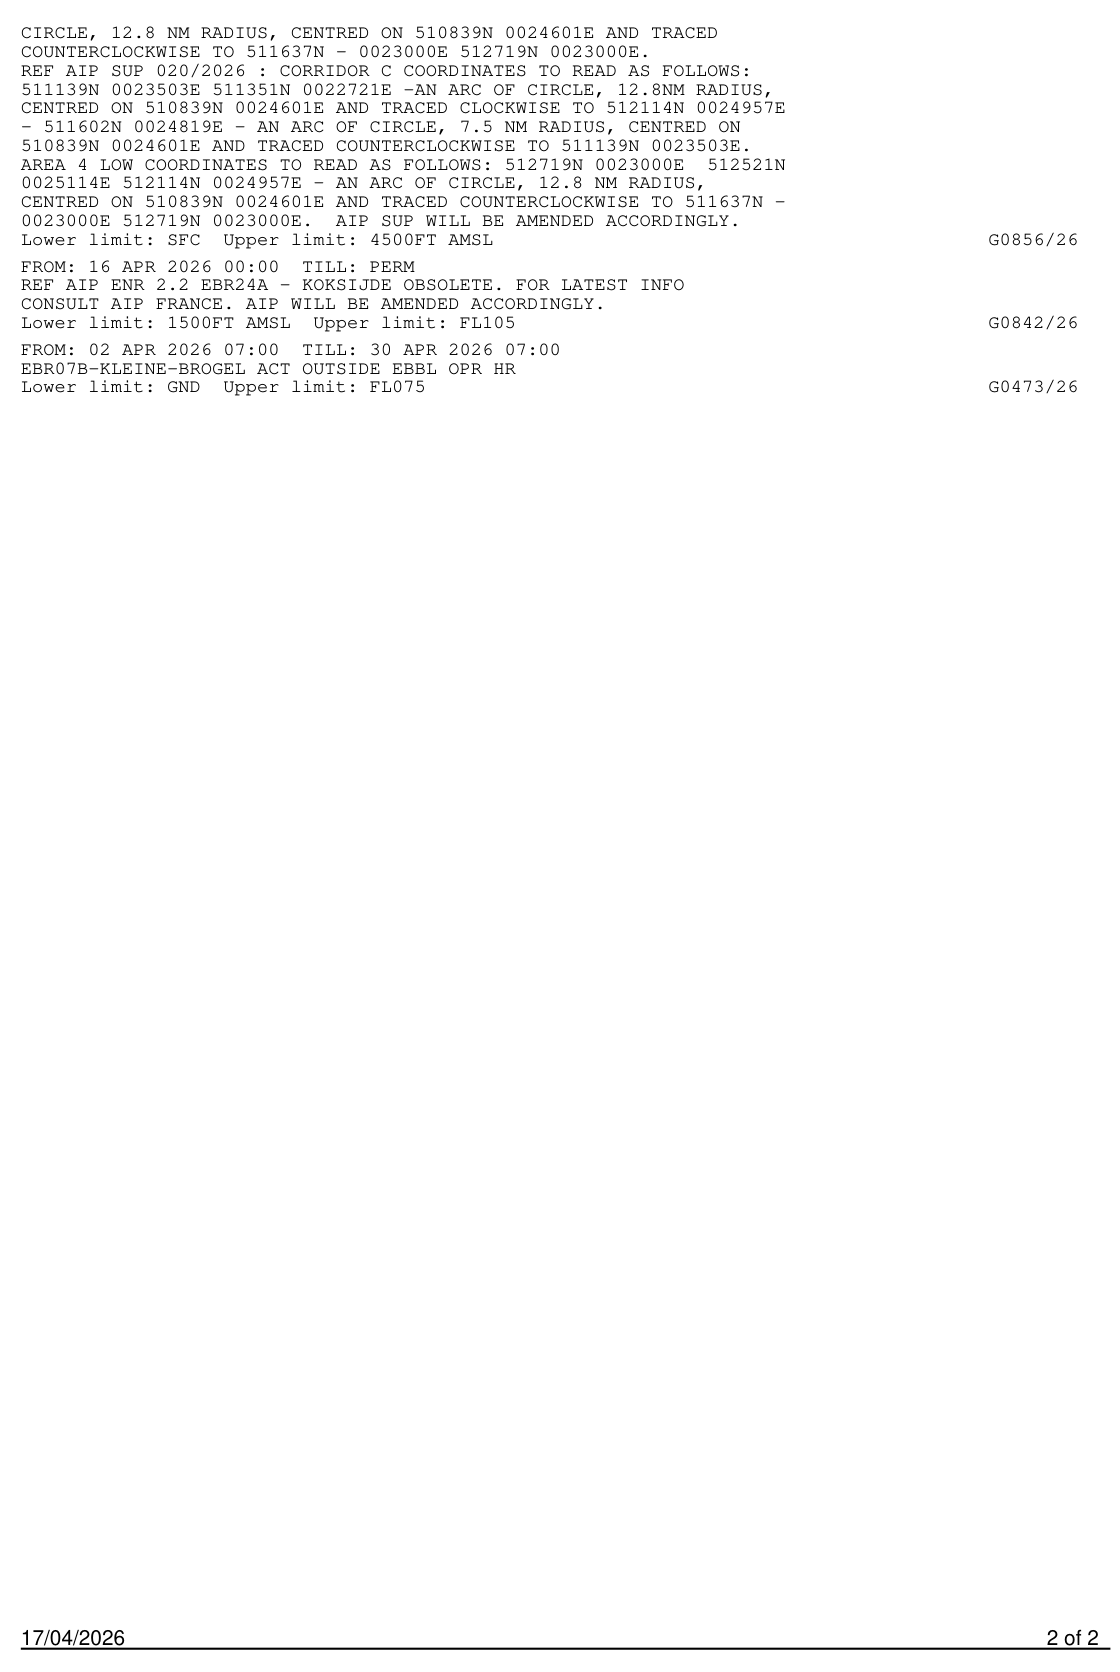 CIRCLE, 12.8 NM RADIUS, CENTRED ON 510839N 0024601E AND TRACED
COUNTERCLOCKWISE TO 511637N - 0023000E 512719N 0023000E.
REF AIP SUP 020/2026 : CORRIDOR C COORDINATES TO READ AS FOLLOWS:
511139N 0023503E 511351N 0022721E -AN ARC OF CIRCLE, 12.8NM RADIUS,
CENTRED ON 510839N 0024601E AND TRACED CLOCKWISE TO 512114N 0024957E
- 511602N 0024819E - AN ARC OF CIRCLE, 7.5 NM RADIUS, CENTRED ON
510839N 0024601E AND TRACED COUNTERCLOCKWISE TO 511139N 0023503E.
AREA 4 LOW COORDINATES TO READ AS FOLLOWS: 512719N 0023000E  512521N
0025114E 512114N 0024957E - AN ARC OF CIRCLE, 12.8 NM RADIUS,
CENTRED ON 510839N 0024601E AND TRACED COUNTERCLOCKWISE TO 511637N -
0023000E 512719N 0023000E.  AIP SUP WILL BE AMENDED ACCORDINGLY.
Lower limit: SFC  Upper limit: 4500FT AMSL G0856/26
FROM: 16 APR 2026 00:00  TILL: PERM
REF AIP ENR 2.2 EBR24A - KOKSIJDE OBSOLETE. FOR LATEST INFO
CONSULT AIP FRANCE. AIP WILL BE AMENDED ACCORDINGLY.
Lower limit: 1500FT AMSL  Upper limit: FL105 G0842/26
FROM: 02 APR 2026 07:00  TILL: 30 APR 2026 07:00
EBR07B-KLEINE-BROGEL ACT OUTSIDE EBBL OPR HR
Lower limit: GND  Upper limit: FL075 G0473/26
17/04/2026 2 of 2